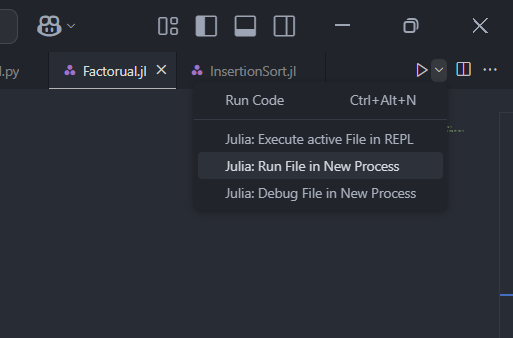 .py
Factorual.jl
InsertionSort.jl
Run Code Ctrl+Alt+N
Julia: Execute active File in REPL
Julia: Run File in New Process
Julia: Debug File in New Process